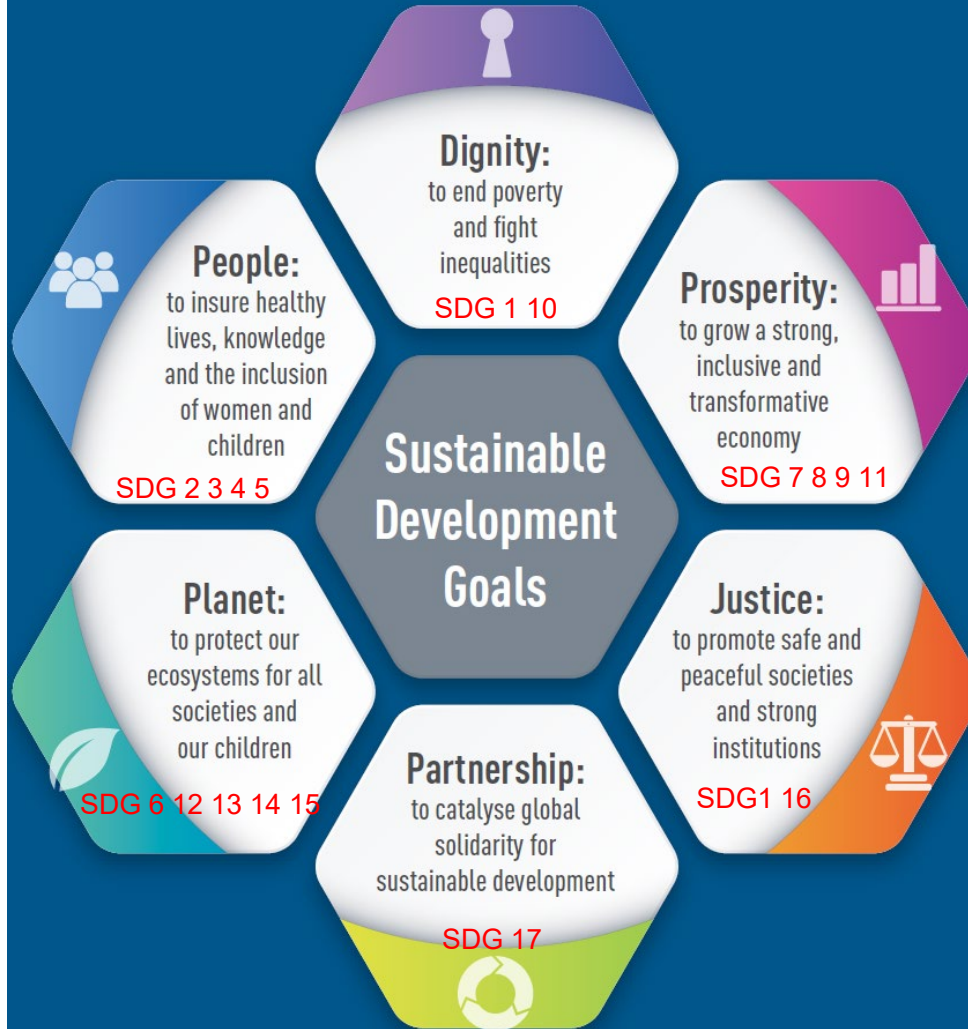 Dignity:
to end poverty
and fight
inequalities
SDG 1 10
People:
to insure healthy
lives, knowledge
and the inclusion
of women and
children
SDG 2 3 4 5
Prosperity:
to grow a strong,
inclusive and
transformative
economy
SDG 7 8 9 11
Sustainable
Development
Goals
Planet:
to protect our
ecosystems for all
societies and
our children
SDG 6 12 13 14 15
Justice:
to promote safe and
peaceful societies
and strong
institutions
SDG1 16
Partnership:
to catalyse global
solidarity for
sustainable development
SDG 17